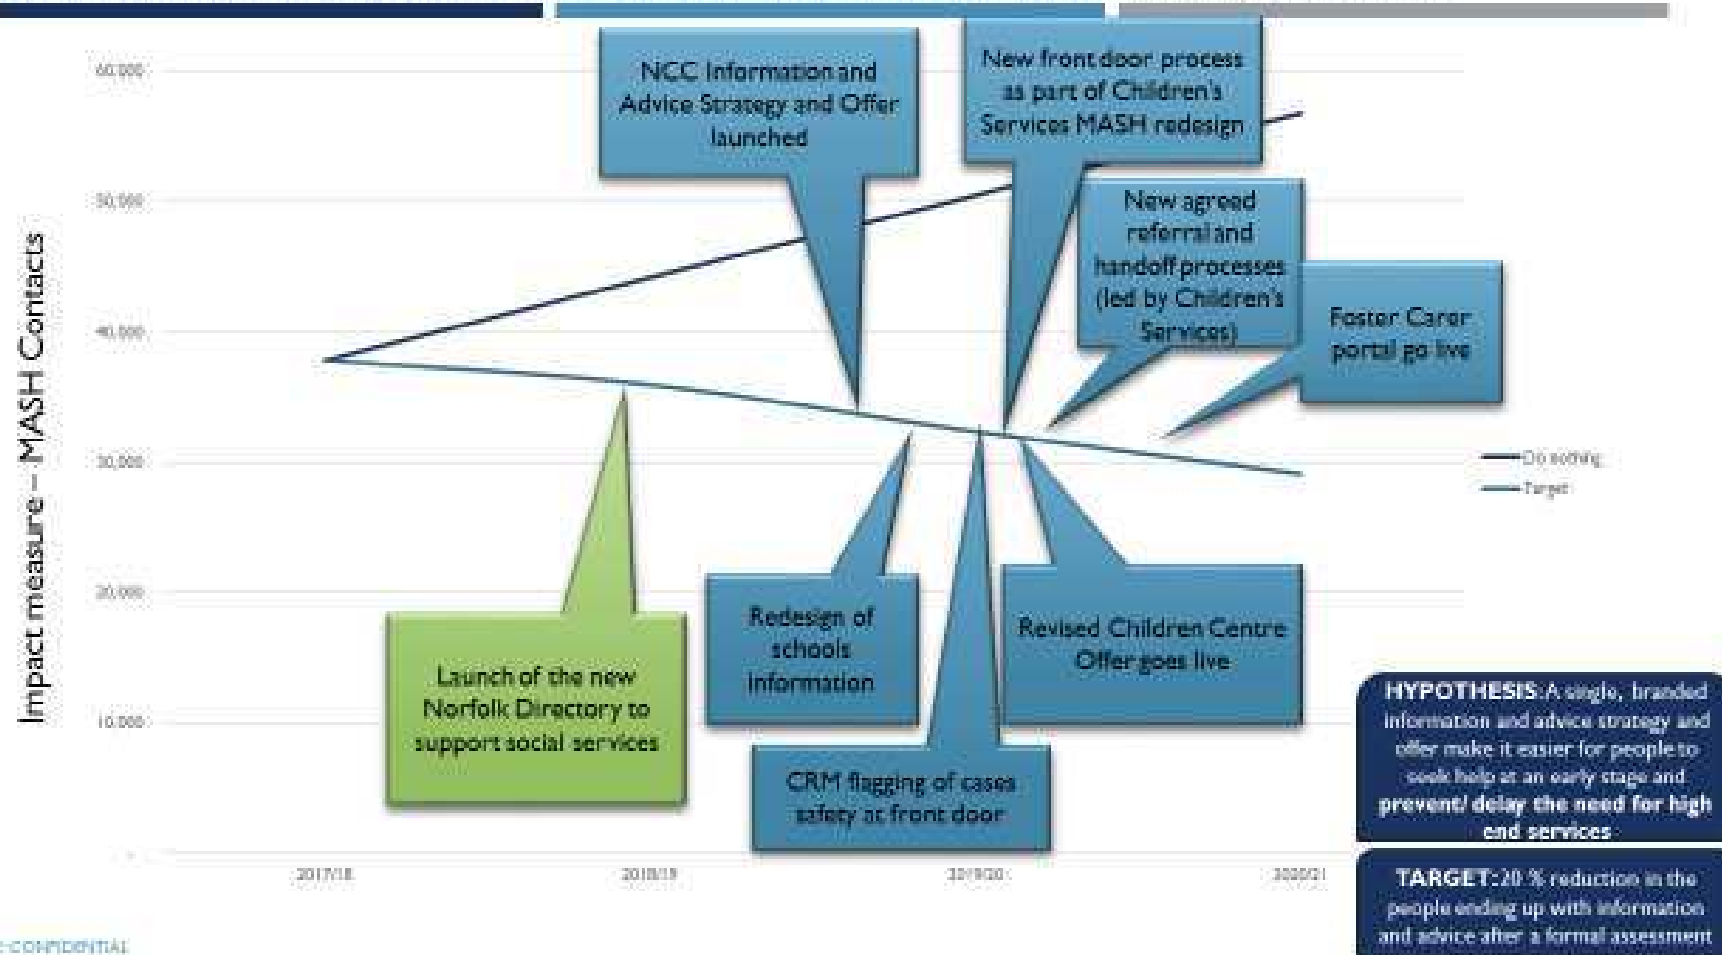 Impact measure – MASH Contacts
60,000
50,000
40,000
30,000
20,000
10,000
-
NCC Information and
Advice Strategy and Offer
launched
New front door process
as part of Children's
Services MASH redesign
New agreed
referral and
handoff processes
(led by Children's
Services)
Foster Carer
portal go live
Do nothing
Target
Launch of the new
Norfolk Directory to
support social services
Redesign of
schools
information
CRM flagging of cases
safety at front door
Revised Children Centre
Offer goes live
2017/18
2018/19
2019/20
2020/21
HYPOTHESIS: A single, branded
information and advice strategy and
offer make it easier for people to
seek help at an early stage and
prevent/ delay the need for high
end services
TARGET: 20 % reduction in the
people ending up with information
and advice after a formal assessment
CONFIDENTIAL